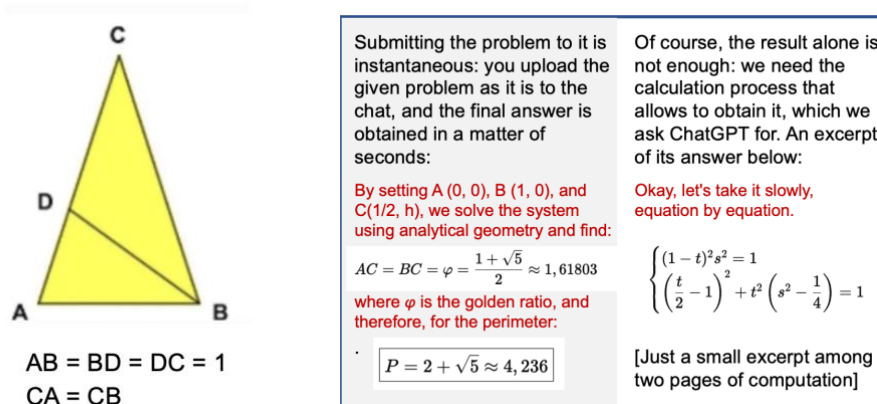 C
D
A
B
AB = BD = DC = 1
CA = CB
Submitting the problem to it is
instantaneous: you upload the
given problem as it is to the
chat, and the final answer is
obtained in a matter of
seconds:
By setting A (0, 0), B (1, 0), and
C(1/2, h), we solve the system
using analytical geometry and find:
AC = BC = φ = (1 + √5)/2 ≈ 1,61803
where φ is the golden ratio, and
therefore, for the perimeter:
.
P = 2 + √5 ≈ 4,236
Of course, the result alone is
not enough: we need the
calculation process that
allows to obtain it, which we
ask ChatGPT for. An excerpt
of its answer below:
Okay, let's take it slowly,
equation by equation.
(1 − t)²s² = 1
(t/2 − 1)² + t²(s² − 1/4) = 1
[Just a small excerpt among
two pages of computation]